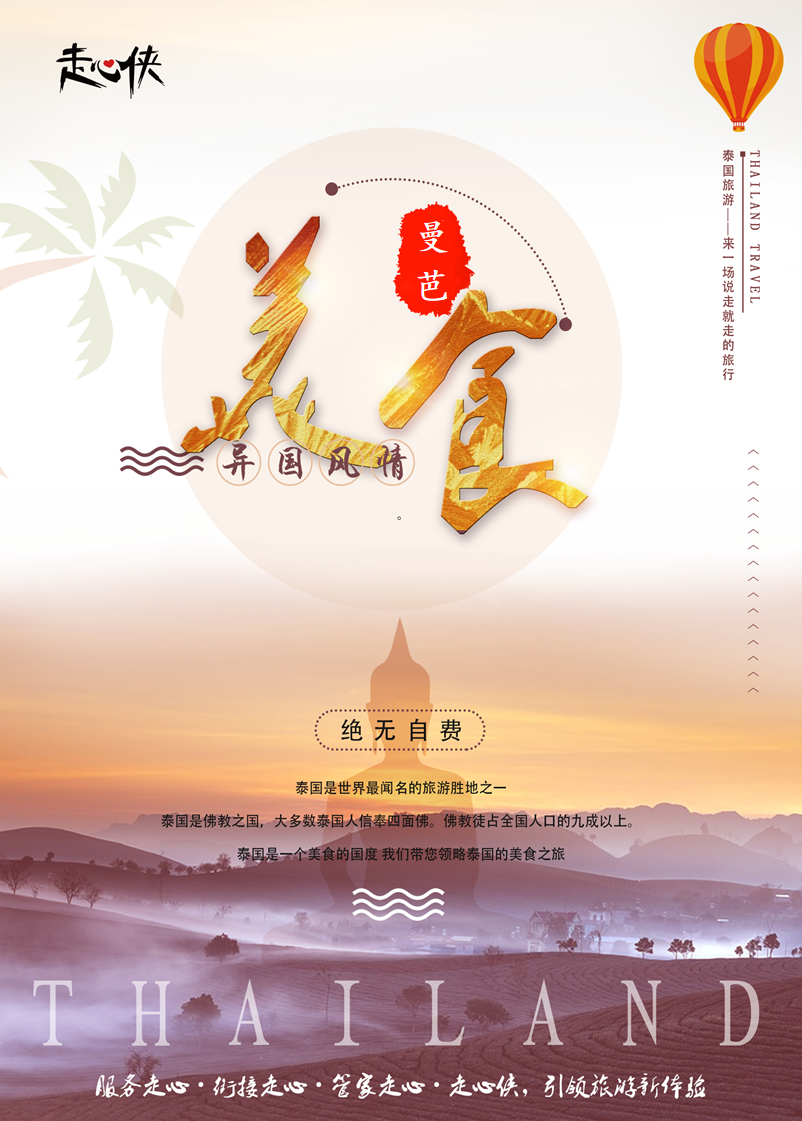 走心侠
THAILAND TRAVEL
泰国旅游——来一场说走就走的旅行
曼芭
美食
异国风情
。
绝无自费
泰国是世界最闻名的旅游胜地之一
泰国是佛教之国，大多数泰国人信奉四面佛。佛教徒占全国人口的九成以上。
泰国是一个美食的国度 我们带您领略泰国的美食之旅
THAILAND
服务走心·衔接走心·管家走心·走心侠，引领旅游新体验